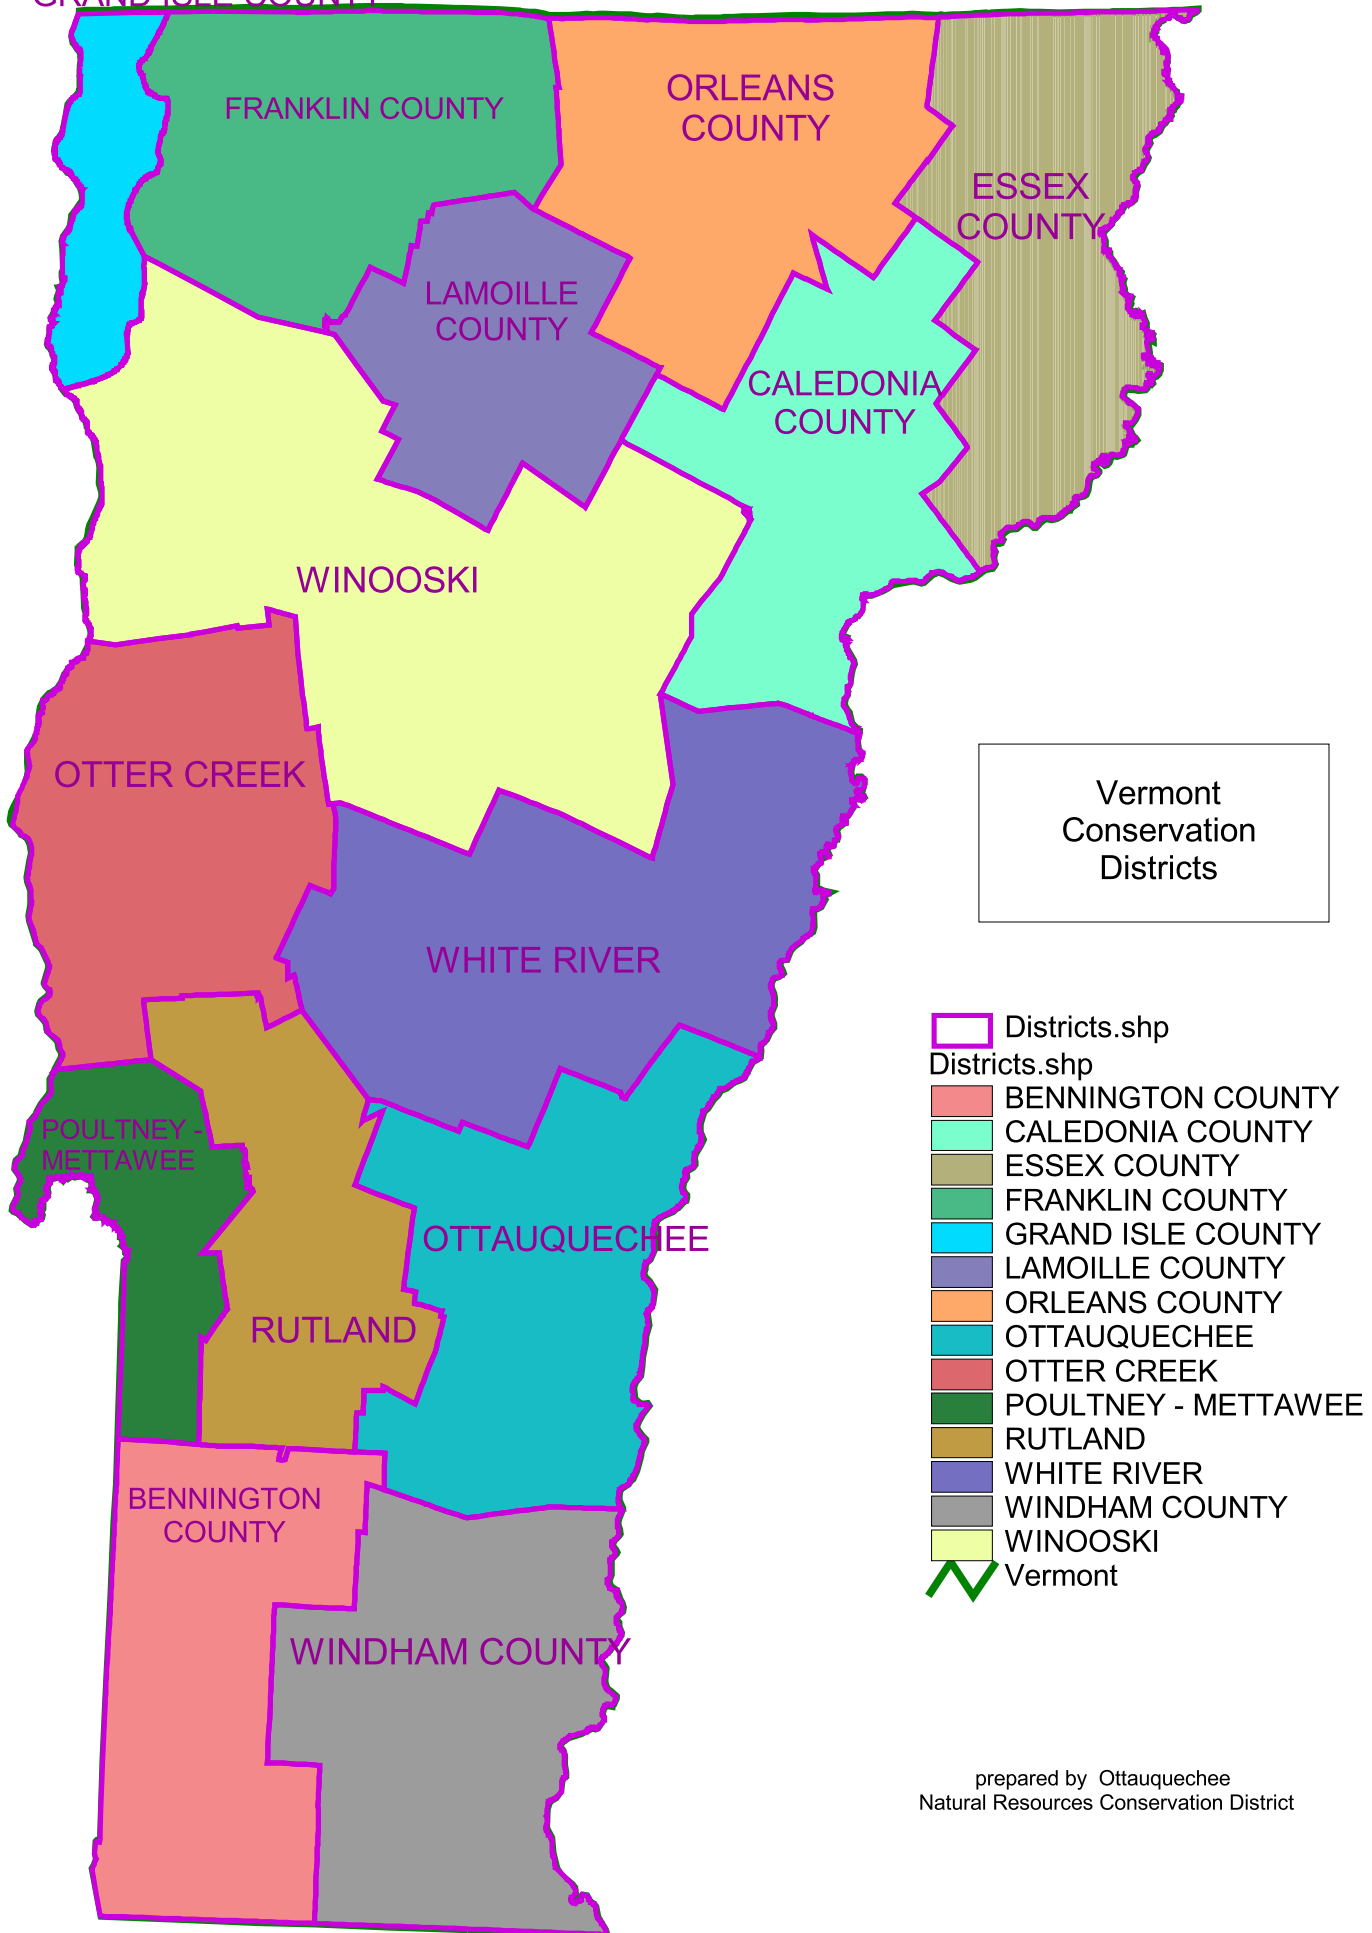 GRAND ISLE COUNTY
FRANKLIN COUNTY
ORLEANS
COUNTY
ESSEX
COUNTY
LAMOILLE
COUNTY
CALEDONIA
COUNTY
WINOOSKI
OTTER CREEK
Vermont
Conservation
Districts
WHITE RIVER
Districts.shp
Districts.shp
BENNINGTON COUNTY
CALEDONIA COUNTY
ESSEX COUNTY
FRANKLIN COUNTY
GRAND ISLE COUNTY
LAMOILLE COUNTY
ORLEANS COUNTY
OTTAUQUECHEE
OTTER CREEK
POULTNEY - METTAWEE
RUTLAND
WHITE RIVER
WINDHAM COUNTY
WINOOSKI
Vermont
POULTNEY -
METTAWEE
OTTAUQUECHEE
RUTLAND
BENNINGTON
COUNTY
WINDHAM COUNTY
prepared by Ottauquechee
Natural Resources Conservation District